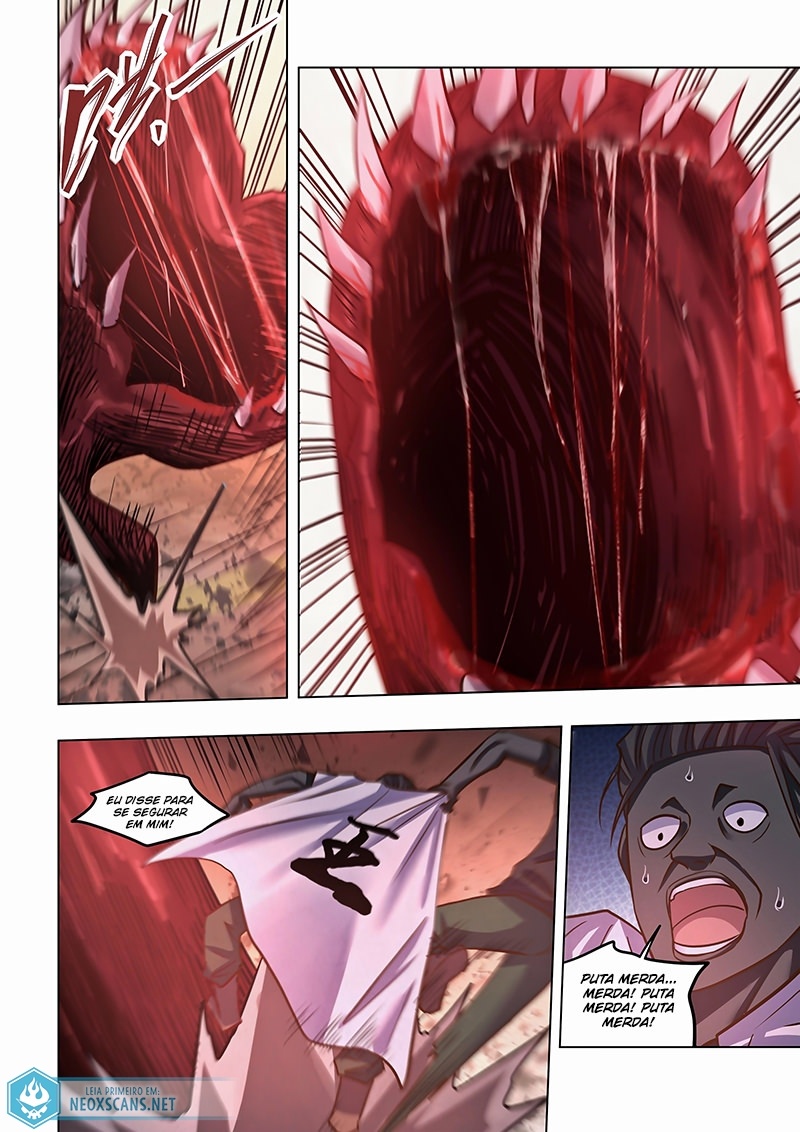 EU DISSE PARA
SE SEGURAR
EM MIM!
PUTA MERDA...
MERDA! PUTA
MERDA! PUTA
MERDA!
LEIA PRIMEIRO EM:
NEOXSCANS.NET